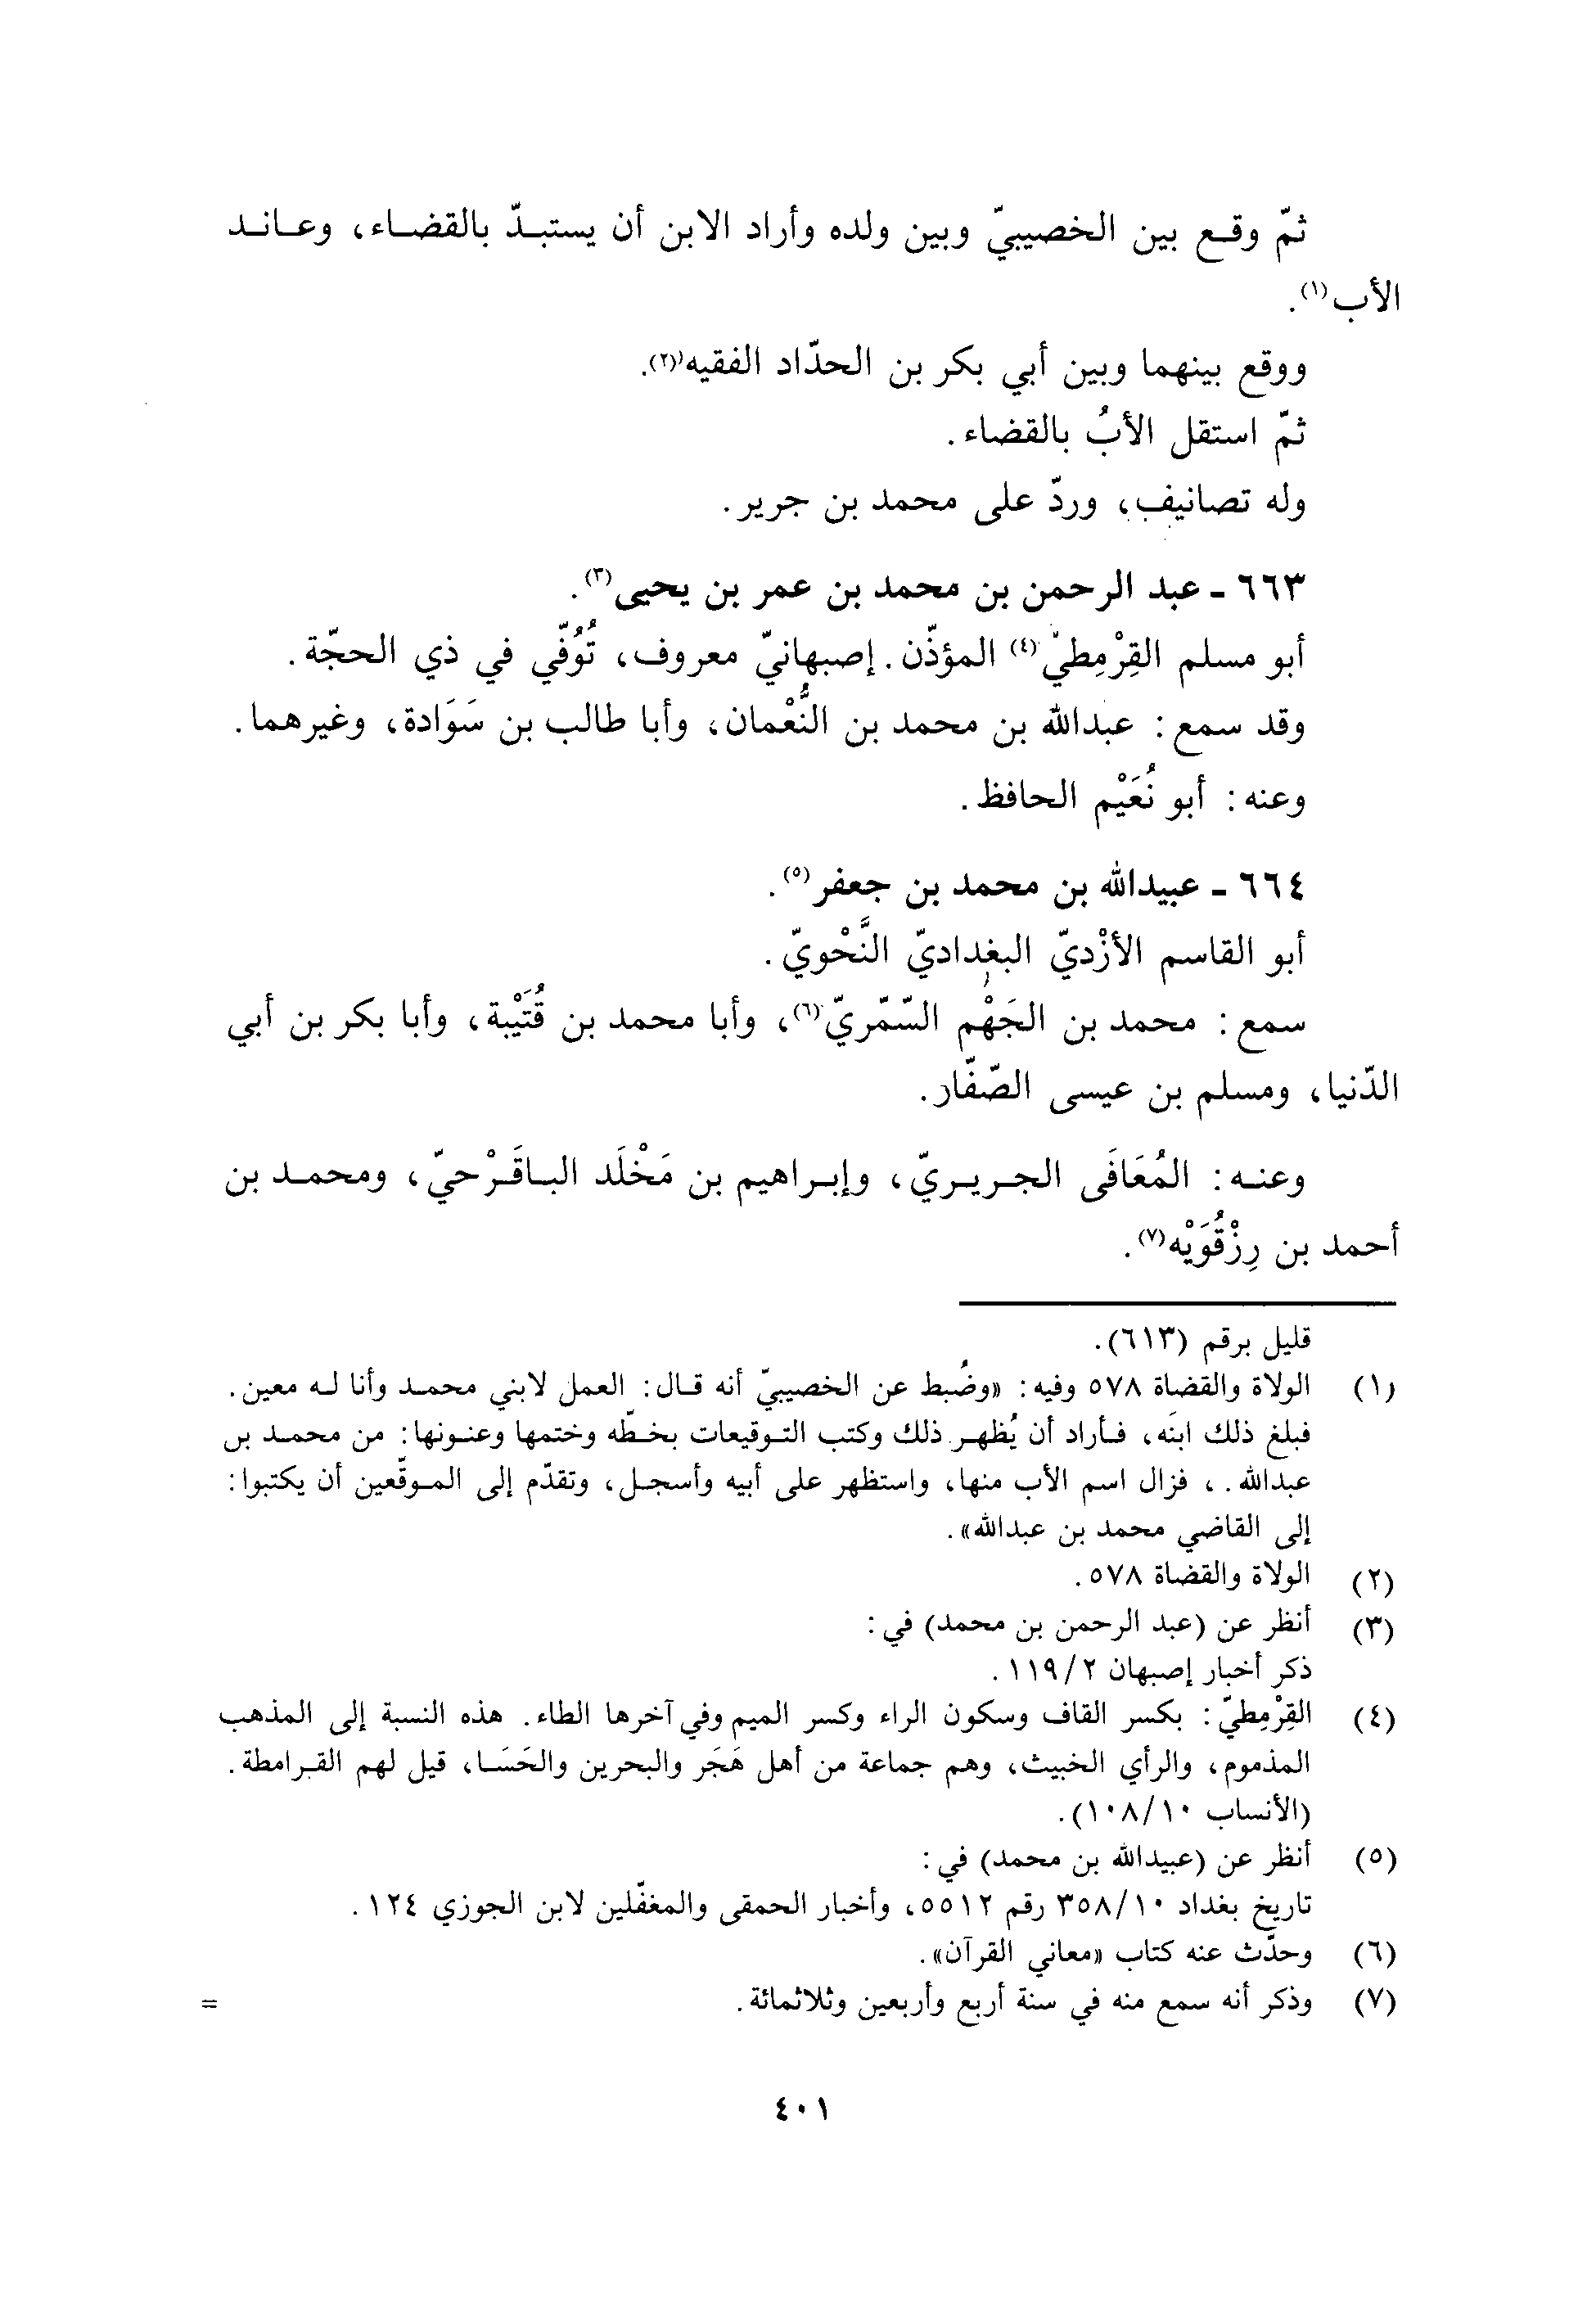 ثمّ وقع بين الخصيبيّ وبين ولده وأراد الابن أن يستبدّ بالقضاء، وعاند
الأب(١).
ووقع بينهما وبين أبي بكر بن الحدّاد الفقيه(٢).
ثمّ استقل الأبُ بالقضاء.
وله تصانيف، وردّ على محمد بن جرير.
٦٦٣ ـ عبد الرحمن بن محمد بن عمر بن يحيى(٣).
أبو مسلم القِرْمِطيّ(٤) المؤذّن. إصبهانيّ معروف، تُوُفّي في ذي الحجّة.
وقد سمع: عبدالله بن محمد بن النُّعْمان، وأبا طالب بن سَوَادة، وغيرهما.
وعنه: أبو نُعَيْم الحافظ.
٦٦٤ ـ عبيدالله بن محمد بن جعفر(٥).
أبو القاسم الأزْديّ البغداديّ النَّحْويّ.
سمع: محمد بن الجَهْم السّمّريّ(٦)، وأبا محمد بن قُتَيْبة، وأبا بكر بن أبي
الدّنيا، ومسلم بن عيسى الصّفّار.
وعنه: المُعَافَى الجريريّ، وإبراهيم بن مَخْلَد الباقَرْحيّ، ومحمد بن
أحمد بن رِزْقُوَيْه(٧).
قليل برقم (٦١٣).
(١) الولاة والقضاة ٥٧٨ وفيه: «وضُبط عن الخصيبيّ أنه قال: العمل لابني محمد وأنا له معين.
فبلغ ذلك ابنَه، فأراد أن يُظهر ذلك وكتب التوقيعات بخطّه وختمها وعنونها: من محمد بن
عبدالله. ، فزال اسم الأب منها، واستظهر على أبيه وأسجل، وتقدّم إلى الموقّعين أن يكتبوا:
إلى القاضي محمد بن عبدالله».
(٢) الولاة والقضاة ٥٧٨.
(٣) أنظر عن (عبد الرحمن بن محمد) في:
ذكر أخبار إصبهان ٢/١١٩.
(٤) القِرْمِطيّ: بكسر القاف وسكون الراء وكسر الميم وفي آخرها الطاء. هذه النسبة إلى المذهب
المذموم، والرأي الخبيث، وهم جماعة من أهل هَجَر والبحرين والحَسَا، قيل لهم القرامطة.
(الأنساب ١٠/١٠٨).
(٥) أنظر عن (عبيدالله بن محمد) في:
تاريخ بغداد ١٠/٣٥٨ رقم ٥٥١٢، وأخبار الحمقى والمغفّلين لابن الجوزي ١٢٤.
(٦) وحدّث عنه كتاب «معاني القرآن».
(٧) وذكر أنه سمع منه في سنة أربع وأربعين وثلاثمائة. =
٤٠١